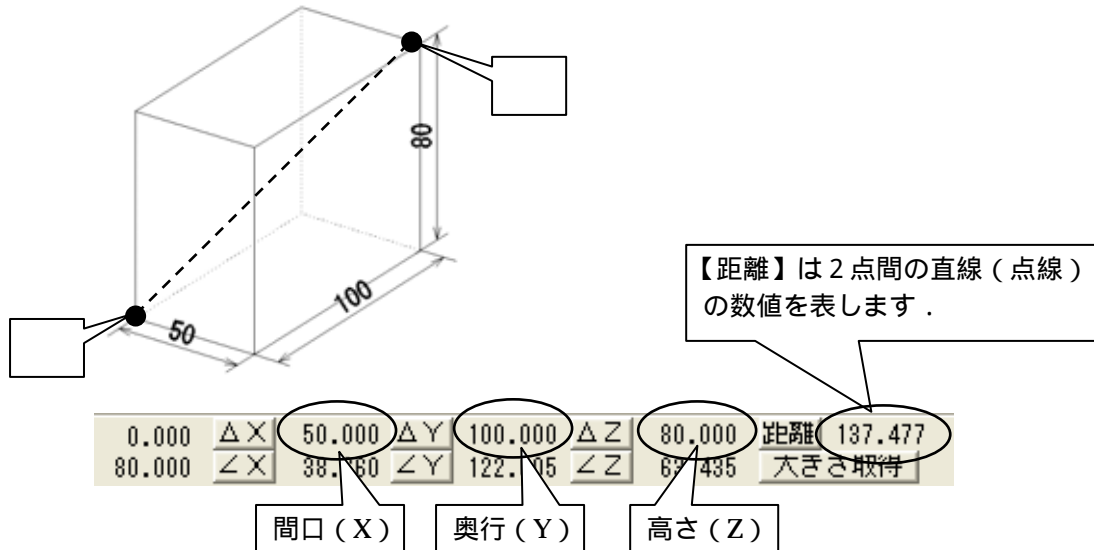 80
100
50
【距離】は２点間の直線（点線）
の数値を表します．
0.000 ΔX 50.000 ΔY 100.000 ΔZ 80.000 距離 137.477
80.000 ∠X ∠Y ∠Z 大きさ取得
間口（X） 奥行（Y） 高さ（Z）